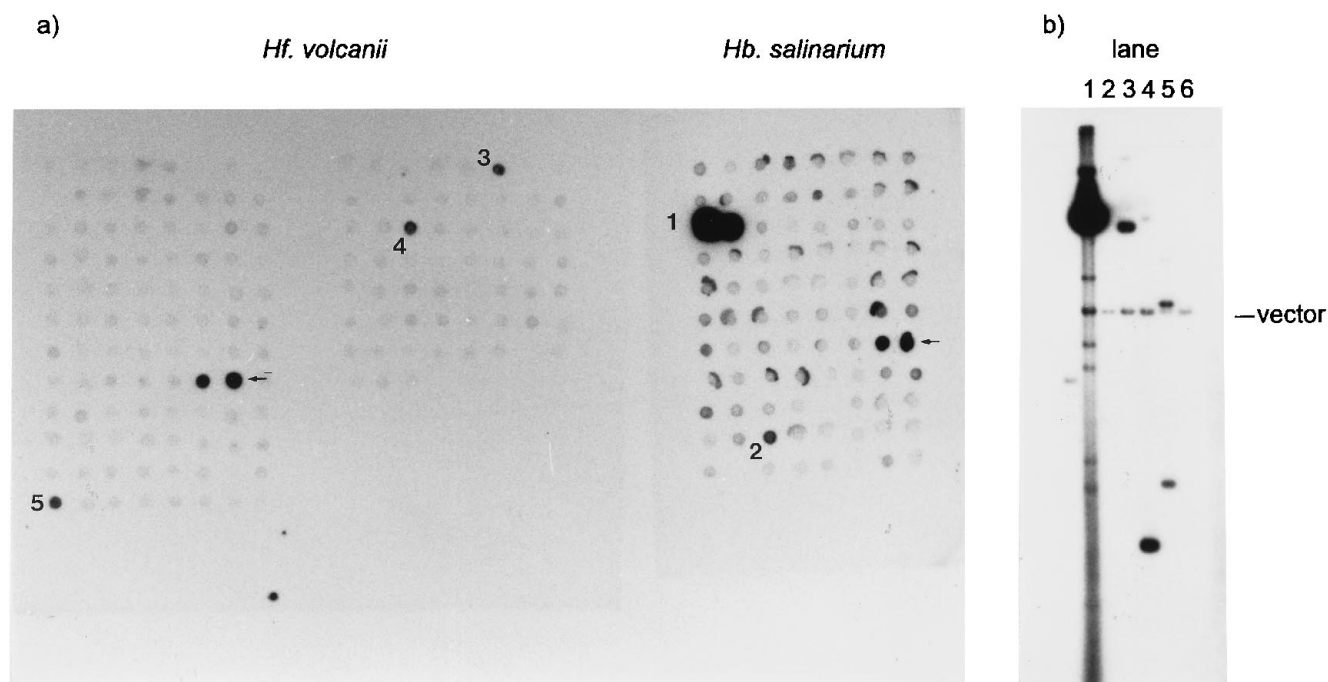 a)
Hf. volcanii
Hb. salinarium
3
4
5
1
2
b)
lane
1 2 3 4 5 6
vector